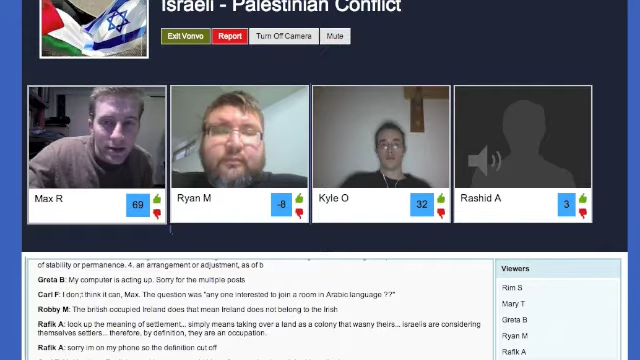 Israeli - Palestinian Conflict
Exit Vonvo Report Turn Off Camera Mute
Max R 69
Ryan M -8
Kyle O 32
Rashid A 3
of stability or permanence. 4. an arrangement or adjustment, as of b
Greta B: My computer is acting up. Sorry for the multiple posts
Carl F: I don;t think it can, Max. The question was "any one interested to join a room in Arabic language ??"
Robby M: The british occupied Ireland does that mean Ireland does not belong to the Irish
Rafik A: look up the meaning of settlement... simply means taking over a land as a colony that wasny theirs... israelis are considering
themselves settlers... therefore, by definition, they are an occupation.
Rafik A: sorry im on my phone so the definition cut off
Viewers
Rim S
Mary T
Greta B
Ryan M
Rafik A